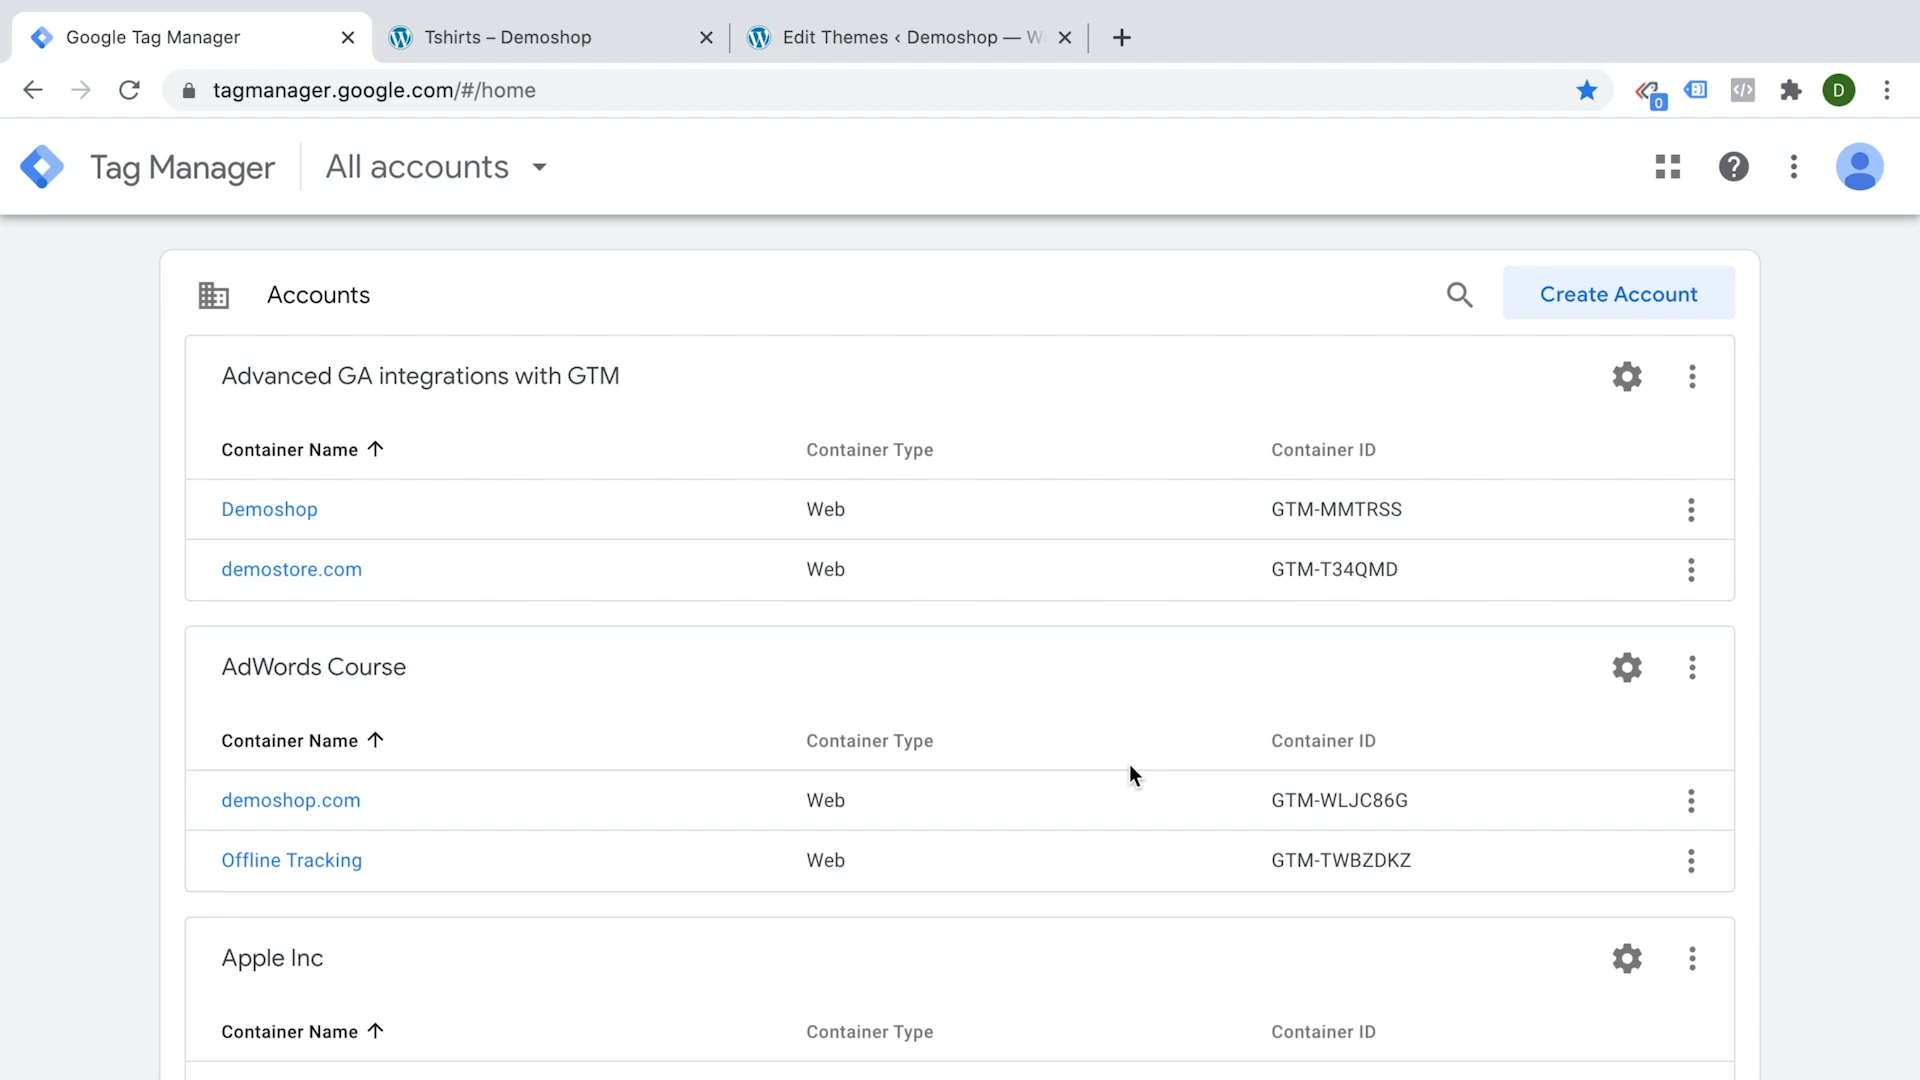 Google Tag Manager
Tshirts – Demoshop
Edit Themes ‹ Demoshop — W
tagmanager.google.com/#/home
0
D
Tag Manager
All accounts
Accounts
Create Account
Advanced GA integrations with GTM
Container Name
Container Type
Container ID
Demoshop
Web
GTM-MMTRSS
demostore.com
Web
GTM-T34QMD
AdWords Course
Container Name
Container Type
Container ID
demoshop.com
Web
GTM-WLJC86G
Offline Tracking
Web
GTM-TWBZDKZ
Apple Inc
Container Name
Container Type
Container ID